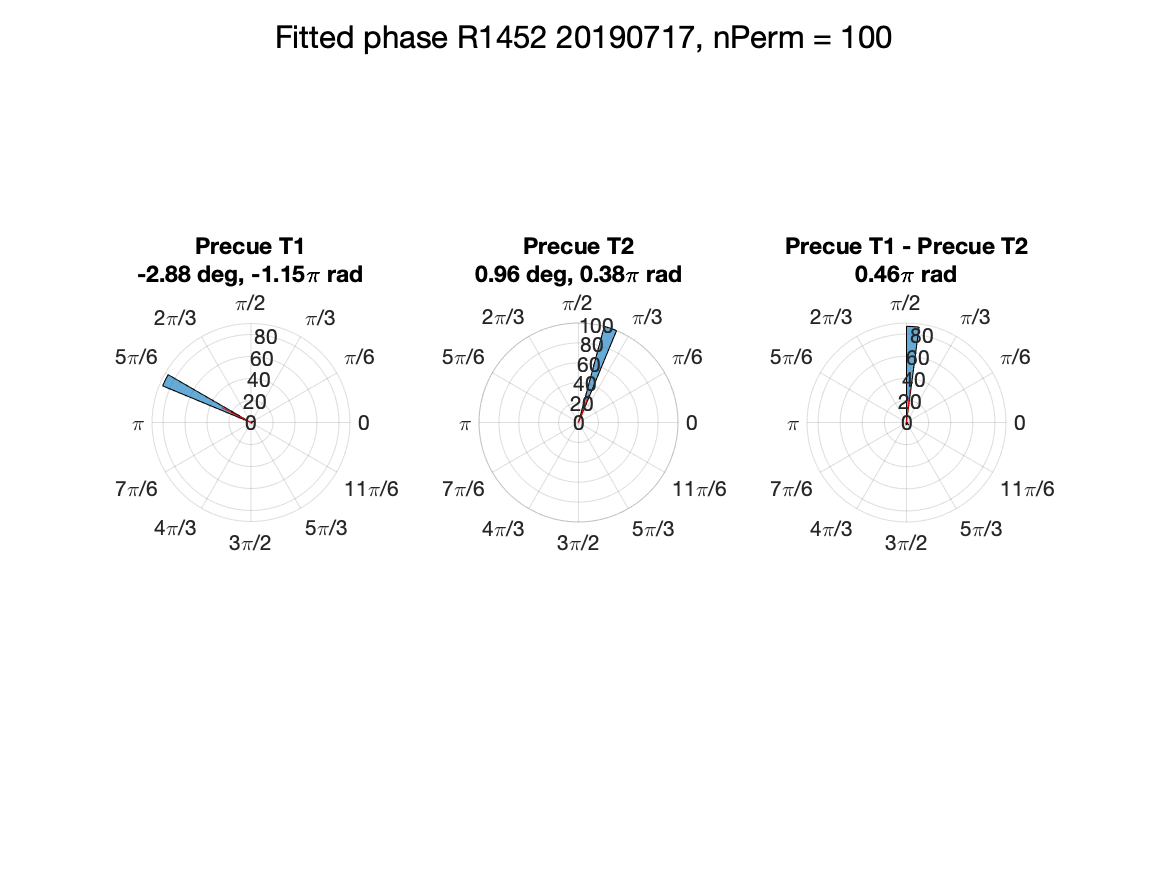 Fitted phase R1452 20190717, nPerm = 100
Precue T1
-2.88 deg, -1.15π rad
π/2
2π/3
π/3
5π/6
π/6
π
0
7π/6
11π/6
4π/3
5π/3
3π/2
80
60
40
20
0
Precue T2
0.96 deg, 0.38π rad
π/2
2π/3
π/3
5π/6
π/6
π
0
7π/6
11π/6
4π/3
5π/3
3π/2
100
80
60
40
20
0
Precue T1 - Precue T2
0.46π rad
π/2
2π/3
π/3
5π/6
π/6
π
0
7π/6
11π/6
4π/3
5π/3
3π/2
80
60
40
20
0